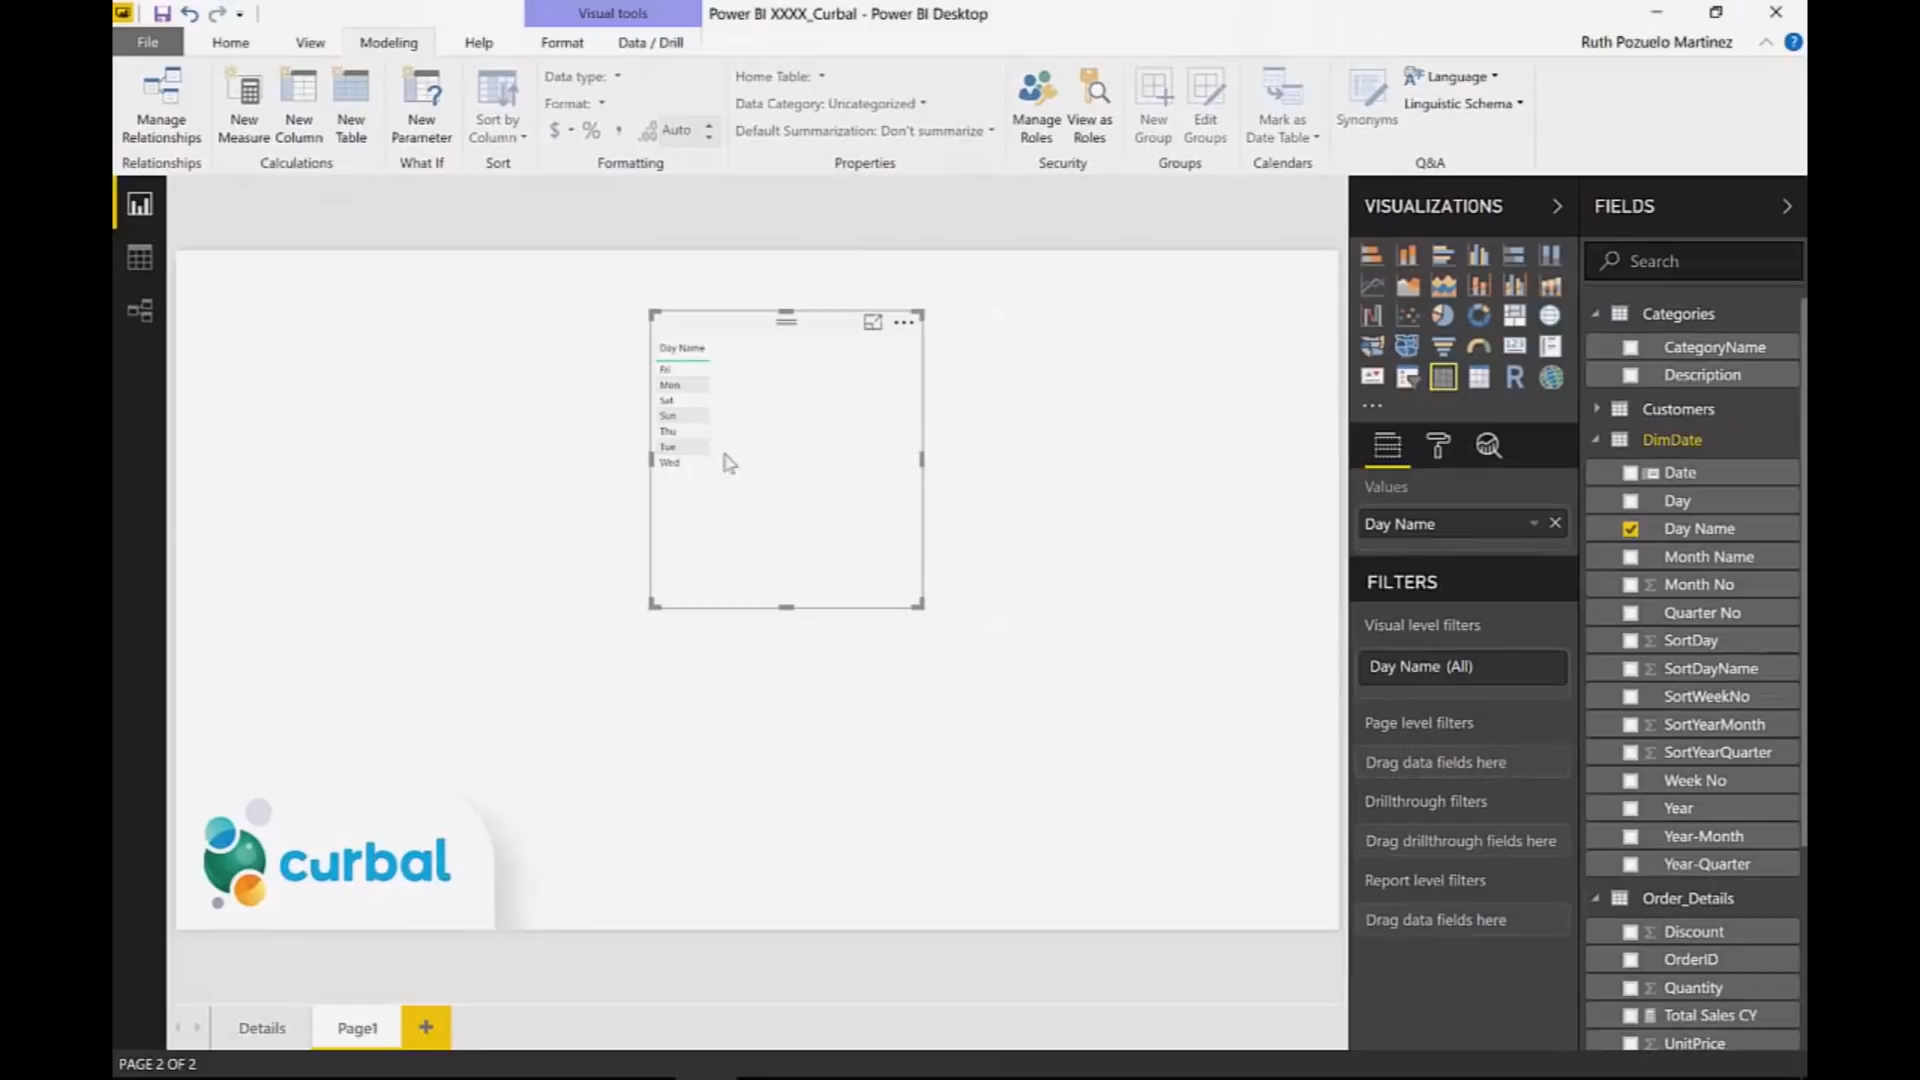 Visual tools
Power BI XXXX_Curbal - Power BI Desktop
File
Home
View
Modeling
Help
Format
Data / Drill
Ruth Pozuelo Martinez
Manage Relationships
New Measure
New Column
New Table
New Parameter
Sort by Column
Data type:
Format:
$ % , .00 Auto
Home Table:
Data Category: Uncategorized
Default Summarization: Don't summarize
Manage Roles
View as Roles
New Group
Edit Groups
Mark as Date Table
Synonyms
Language
Linguistic Schema
Relationships
Calculations
What If
Sort
Formatting
Properties
Security
Groups
Calendars
Q&A
Day Name
Fri
Mon
Sat
Sun
Thu
Tue
Wed
curbal
VISUALIZATIONS
R
Values
Day Name
FILTERS
Visual level filters
Day Name (All)
Page level filters
Drag data fields here
Drillthrough filters
Drag drillthrough fields here
Report level filters
Drag data fields here
FIELDS
Search
Categories
CategoryName
Description
Customers
DimDate
Date
Day
Day Name
Month Name
Month No
Quarter No
SortDay
SortDayName
SortWeekNo
SortYearMonth
SortYearQuarter
Week No
Year
Year-Month
Year-Quarter
Order_Details
Discount
OrderID
Quantity
Total Sales CY
UnitPrice
Details
Page1
PAGE 2 OF 2